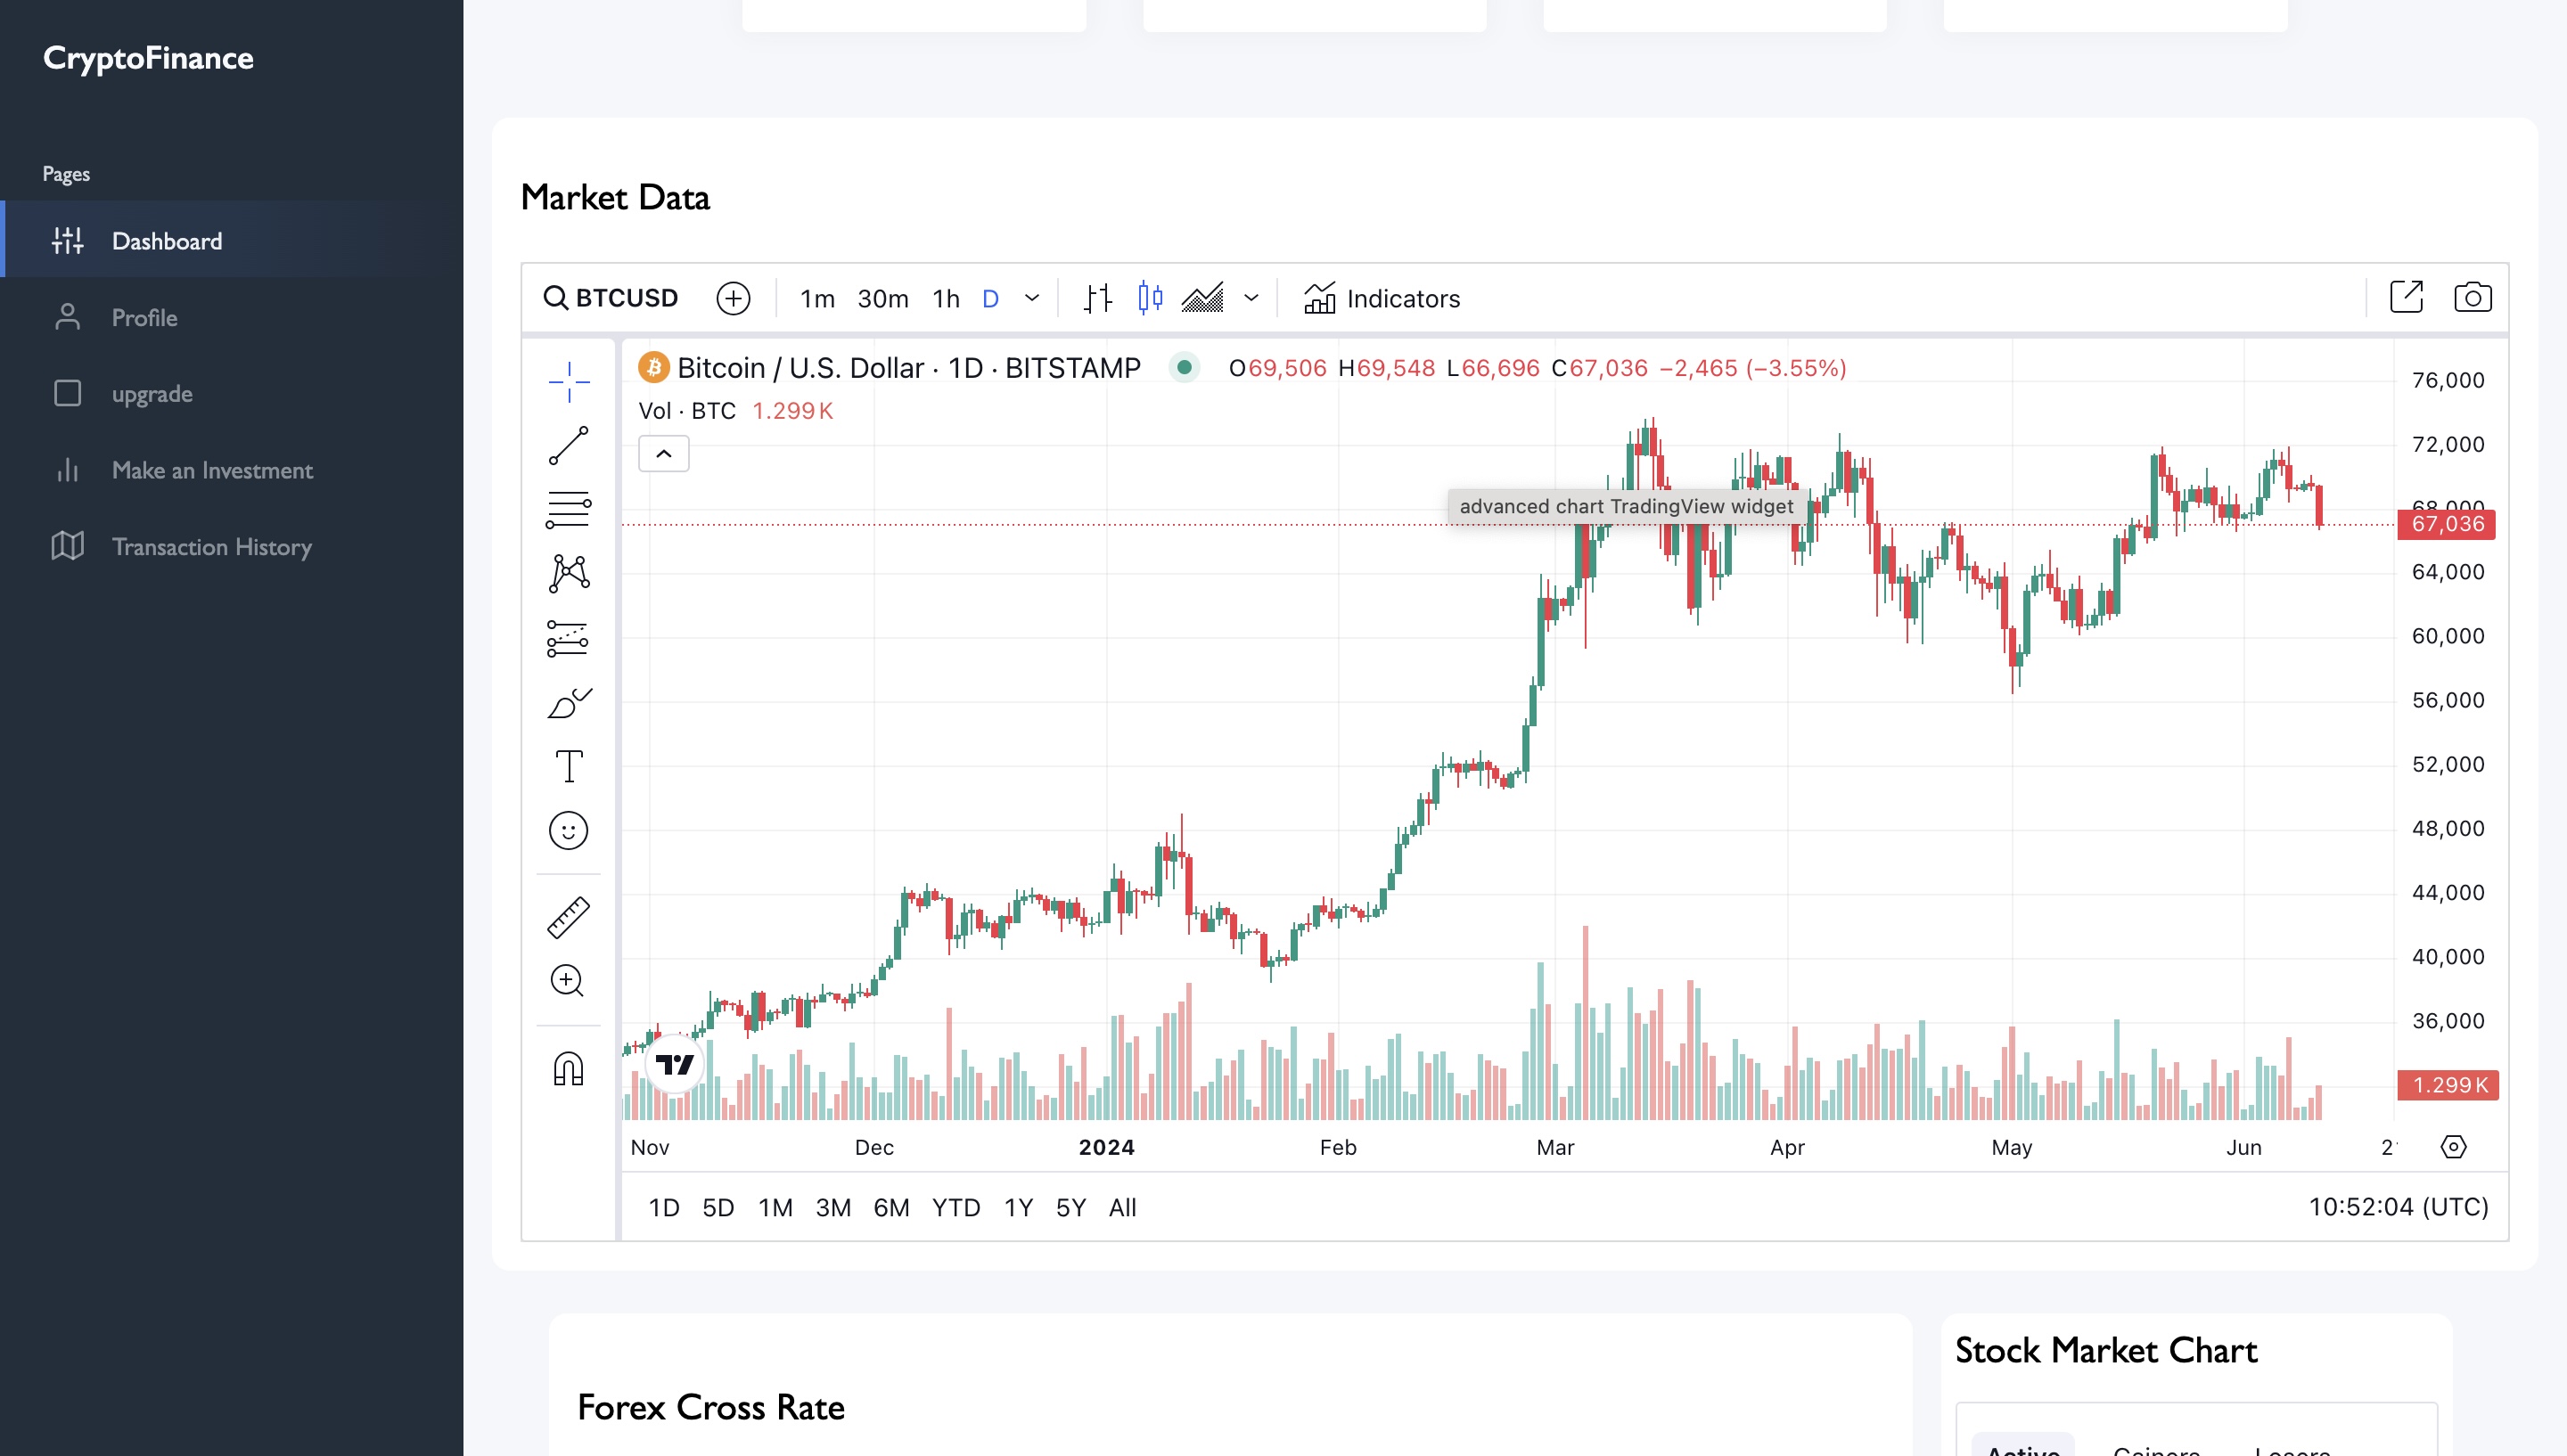 CryptoFinance
Pages
Dashboard
Profile
upgrade
Make an Investment
Transaction History
Market Data
BTCUSD 1m 30m 1h D Indicators
Bitcoin / U.S. Dollar · 1D · BITSTAMP O69,506 H69,548 L66,696 C67,036 −2,465 (−3.55%)
Vol · BTC 1.299K
advanced chart TradingView widget
76,000
72,000
68,000
67,036
64,000
60,000
56,000
52,000
48,000
44,000
40,000
36,000
1.299K
Nov Dec 2024 Feb Mar Apr May Jun
1D 5D 1M 3M 6M YTD 1Y 5Y All 10:52:04 (UTC)
Forex Cross Rate
Stock Market Chart
Active Gainers Losers